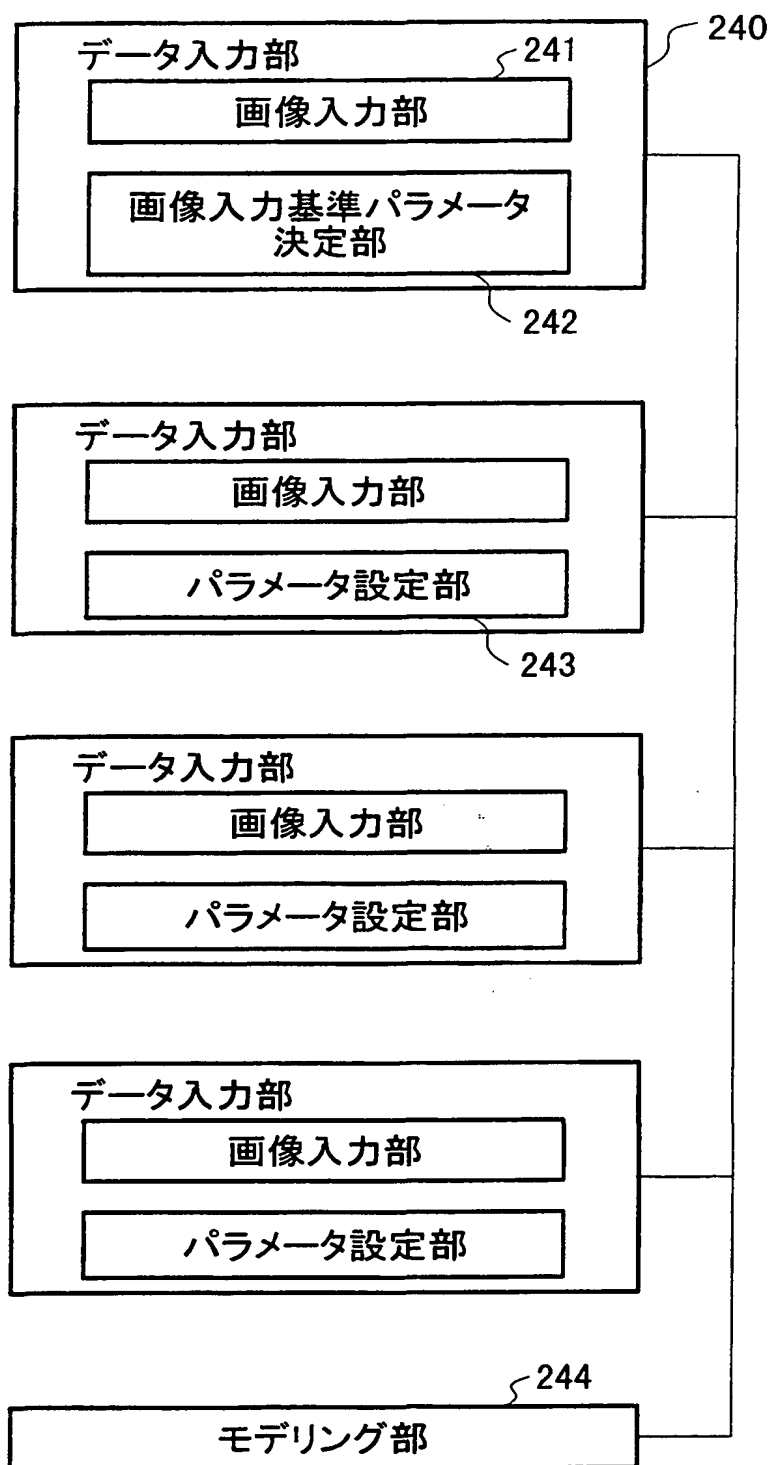 240
データ入力部
241
画像入力部
画像入力基準パラメータ
決定部
242
データ入力部
画像入力部
パラメータ設定部
243
データ入力部
画像入力部
パラメータ設定部
データ入力部
画像入力部
パラメータ設定部
244
モデリング部